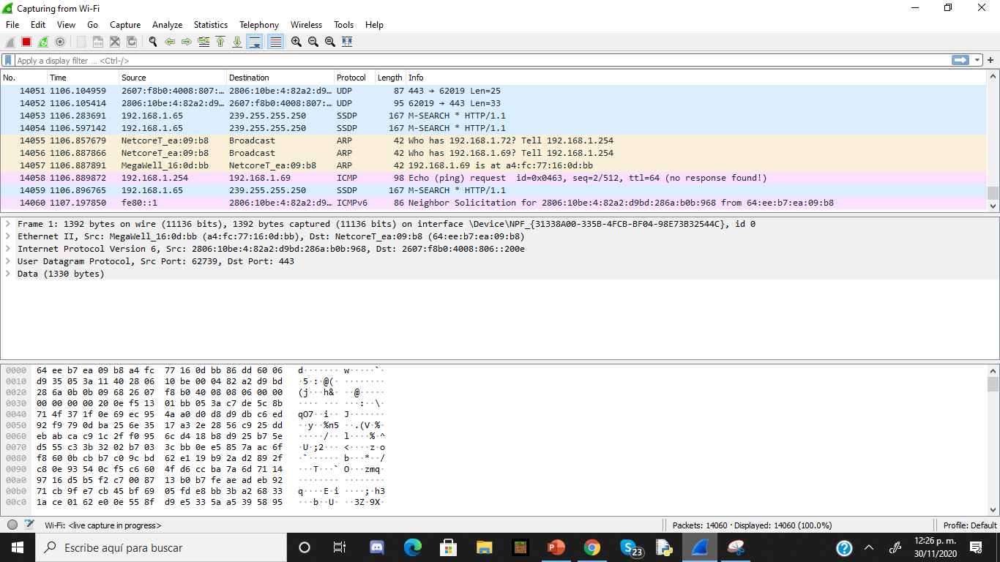 Capturing from Wi-Fi
File Edit View Go Capture Analyze Statistics Telephony Wireless Tools Help
Apply a display filter ... <Ctrl-/>
No. Time Source Destination Protocol Length Info
14051 1106.104959 2607:f8b0:4008:807:… 2806:10be:4:82a2:d9… UDP 87 443 → 62019 Len=25
14052 1106.105414 2806:10be:4:82a2:d9… 2607:f8b0:4008:807:… UDP 95 62019 → 443 Len=33
14053 1106.283691 192.168.1.65 239.255.255.250 SSDP 167 M-SEARCH * HTTP/1.1
14054 1106.597142 192.168.1.65 239.255.255.250 SSDP 167 M-SEARCH * HTTP/1.1
14055 1106.857679 NetcoreT_ea:09:b8 Broadcast ARP 42 Who has 192.168.1.72? Tell 192.168.1.254
14056 1106.887866 NetcoreT_ea:09:b8 Broadcast ARP 42 Who has 192.168.1.69? Tell 192.168.1.254
14057 1106.887891 MegaWell_16:0d:bb NetcoreT_ea:09:b8 ARP 42 192.168.1.69 is at a4:fc:77:16:0d:bb
14058 1106.889872 192.168.1.254 192.168.1.69 ICMP 98 Echo (ping) request id=0x0463, seq=2/512, ttl=64 (no response found!)
14059 1106.896765 192.168.1.65 239.255.255.250 SSDP 167 M-SEARCH * HTTP/1.1
14060 1107.197850 fe80::1 2806:10be:4:82a2:d9… ICMPv6 86 Neighbor Solicitation for 2806:10be:4:82a2:d9bd:286a:b0b:968 from 64:ee:b7:ea:09:b8
Frame 1: 1392 bytes on wire (11136 bits), 1392 bytes captured (11136 bits) on interface \Device\NPF_{31338A00-335B-4FCB-BF04-98E73B32544C}, id 0
Ethernet II, Src: MegaWell_16:0d:bb (a4:fc:77:16:0d:bb), Dst: NetcoreT_ea:09:b8 (64:ee:b7:ea:09:b8)
Internet Protocol Version 6, Src: 2806:10be:4:82a2:d9bd:286a:b0b:968, Dst: 2607:f8b0:4008:806::200e
User Datagram Protocol, Src Port: 62739, Dst Port: 443
Data (1330 bytes)
0000 64 ee b7 ea 09 b8 a4 fc 77 16 0d bb 86 dd 60 06 d······· w·····`·
0010 d9 35 05 3a 11 40 28 06 10 be 00 04 82 a2 d9 bd ·5·:·@(· ········
0020 28 6a 0b 0b 09 68 26 07 f8 b0 40 08 08 06 00 00 (j···h&· ··@·····
0030 00 00 00 00 20 0e f5 13 01 bb 05 3a c7 de 5c 8b ···· ··· ···:··\·
0040 71 4f 37 1f 0e 69 ec 95 4a a0 d0 d8 d9 db c6 ed qO7··i·· J·······
0050 92 f9 79 0d ba 25 6e 35 17 a3 2e 28 56 c9 25 dd ··y··%n5 ··.(V·%·
0060 eb ab ca c9 1c 2f f0 95 6c d4 18 b8 d9 25 b7 5e ·····/·· l····%·^
0070 d5 55 c3 3b 32 02 b7 03 3c bb 0e e5 85 7a ac 6f ·U·;2··· <····z·o
0080 f8 60 0b cb b7 c0 9c bd 62 e1 19 b9 2a d2 89 2f ·`······ b···*··/
0090 c8 0e 93 54 0c f5 c6 60 4f d6 cc ba 7a 6d 71 14 ···T···` O···zmq·
00a0 97 16 d5 b5 f2 c7 00 87 13 b0 b7 fe ae ad eb 92 ········ ········
00b0 71 cb 9f e7 cb 45 bf 69 05 fd e8 bb 3b a2 68 33 q····E·i ····;·h3
00c0 1a ce 01 62 e0 0e 55 8f d9 e5 33 5a a5 39 58 95 ···b··U· ··3Z·9X·
Wi-Fi: <live capture in progress> Packets: 14060 · Displayed: 14060 (100.0%) Profile: Default
Escribe aquí para buscar
23
12:26 p. m.
30/11/2020